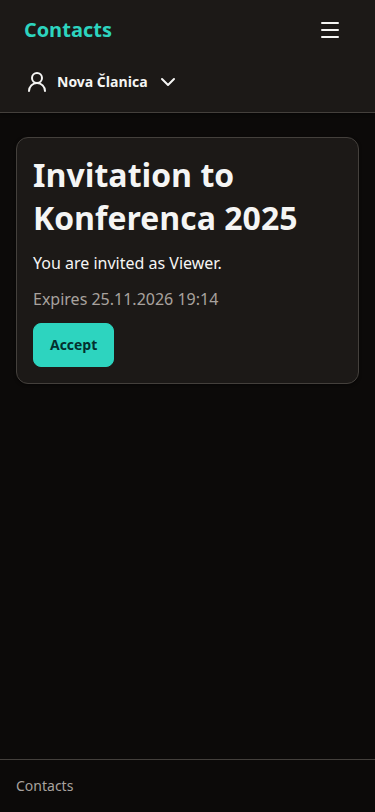 Contacts
Nova Članica
Invitation to
Konferenca 2025
You are invited as Viewer.
Expires 25.11.2026 19:14
Accept
Contacts